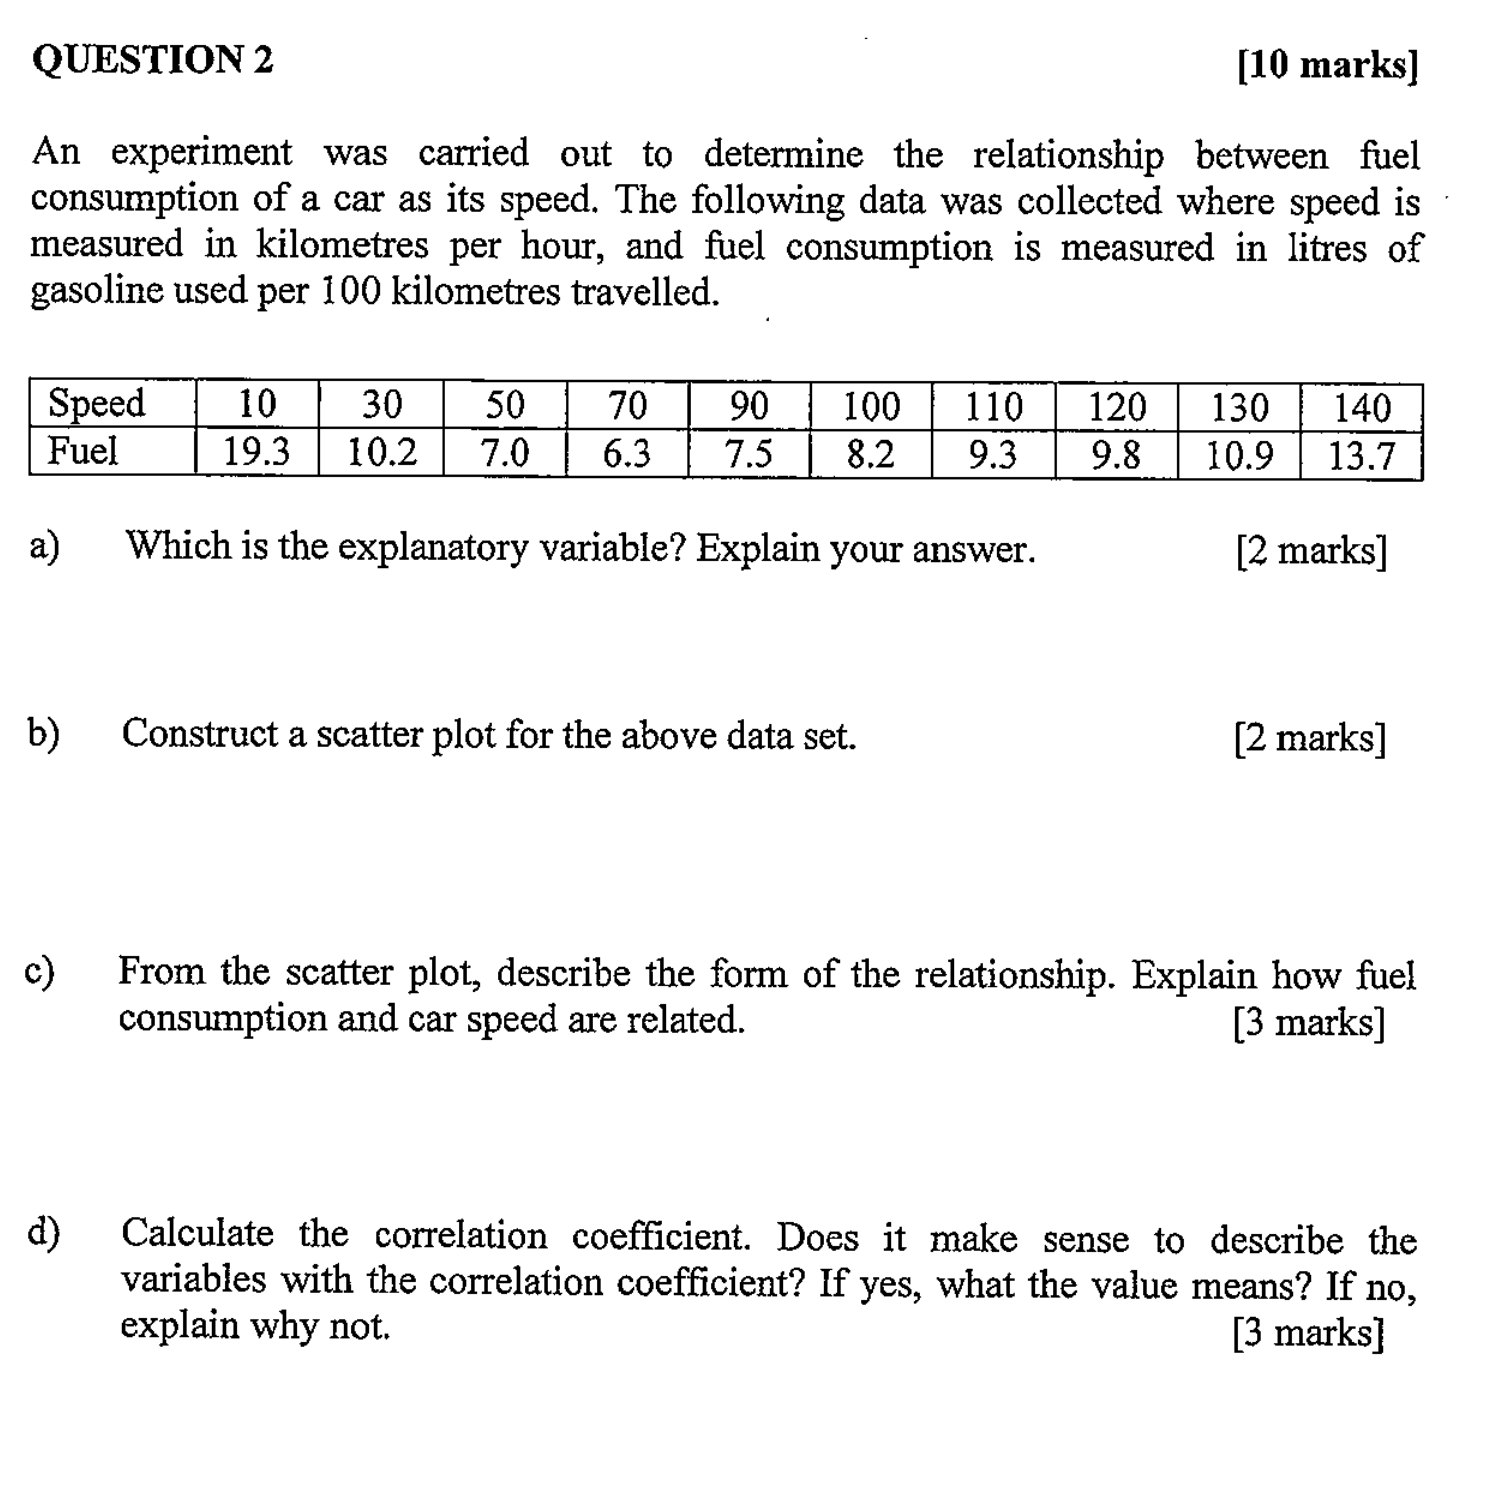 QUESTION 2 [10 marks]
An experiment was carried out to determine the relationship between fuel
consumption of a car as its speed. The following data was collected where speed is
measured in kilometres per hour, and fuel consumption is measured in litres of
gasoline used per 100 kilometres travelled.
Speed 10 30 50 70 90 100 110 120 130 140
Fuel 19.3 10.2 7.0 6.3 7.5 8.2 9.3 9.8 10.9 13.7
a) Which is the explanatory variable? Explain your answer. [2 marks]
b) Construct a scatter plot for the above data set. [2 marks]
c) From the scatter plot, describe the form of the relationship. Explain how fuel
consumption and car speed are related. [3 marks]
d) Calculate the correlation coefficient. Does it make sense to describe the
variables with the correlation coefficient? If yes, what the value means? If no,
explain why not. [3 marks]